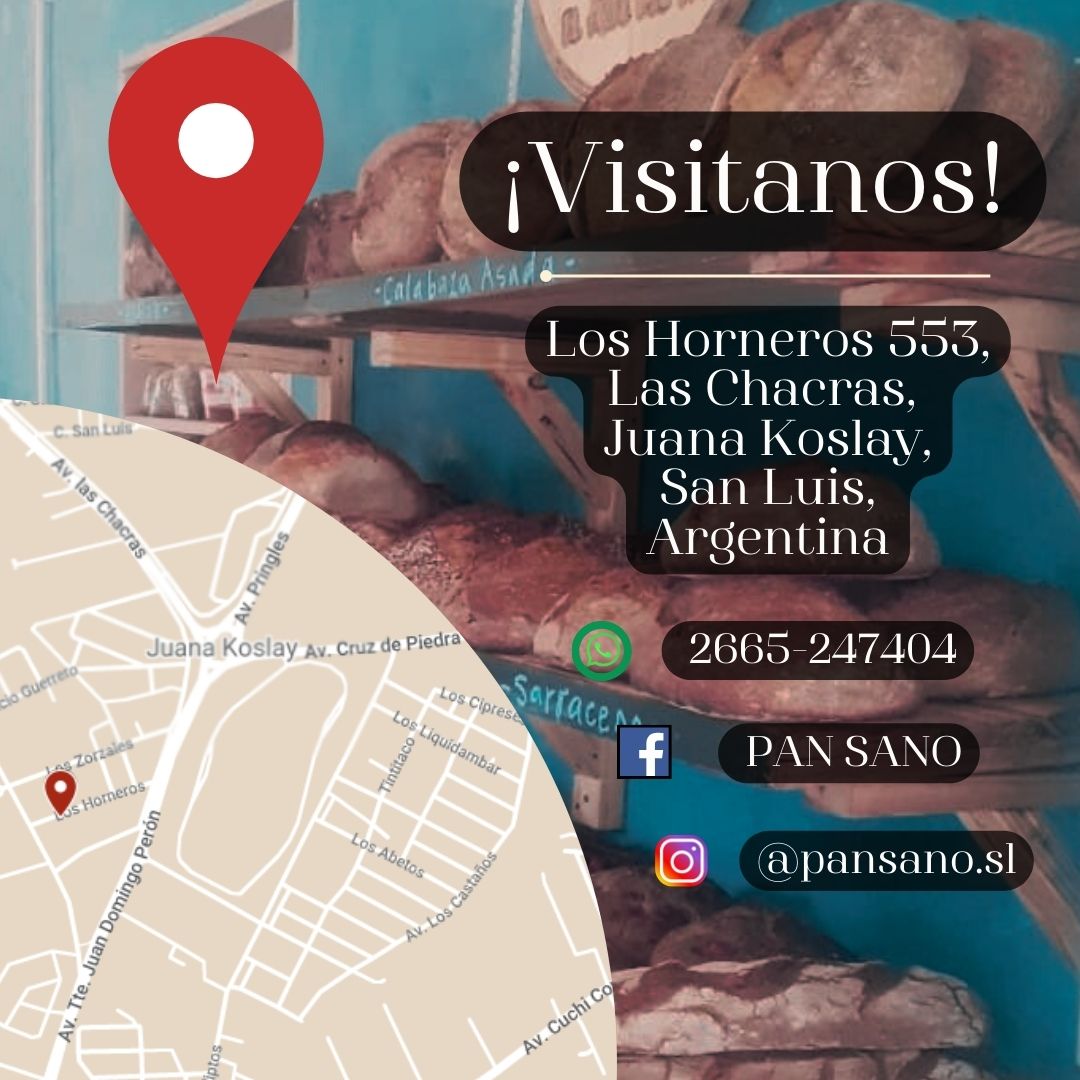 ¡Visitanos!
-Calabaza Asada-
Los Horneros 553,
Las Chacras,
Juana Koslay,
San Luis,
Argentina
2665-247404
PAN SANO
@pansano.sl
C. San Luis
Av. las Chacras
Av. Pringles
Juana Koslay
Av. Cruz de Piedra
Los Zorzales
Los Horneros
Av. Tte. Juan Domingo Perón
Los Liquidambar
Tintitaco
Los Abetos
Av. Los Castaños